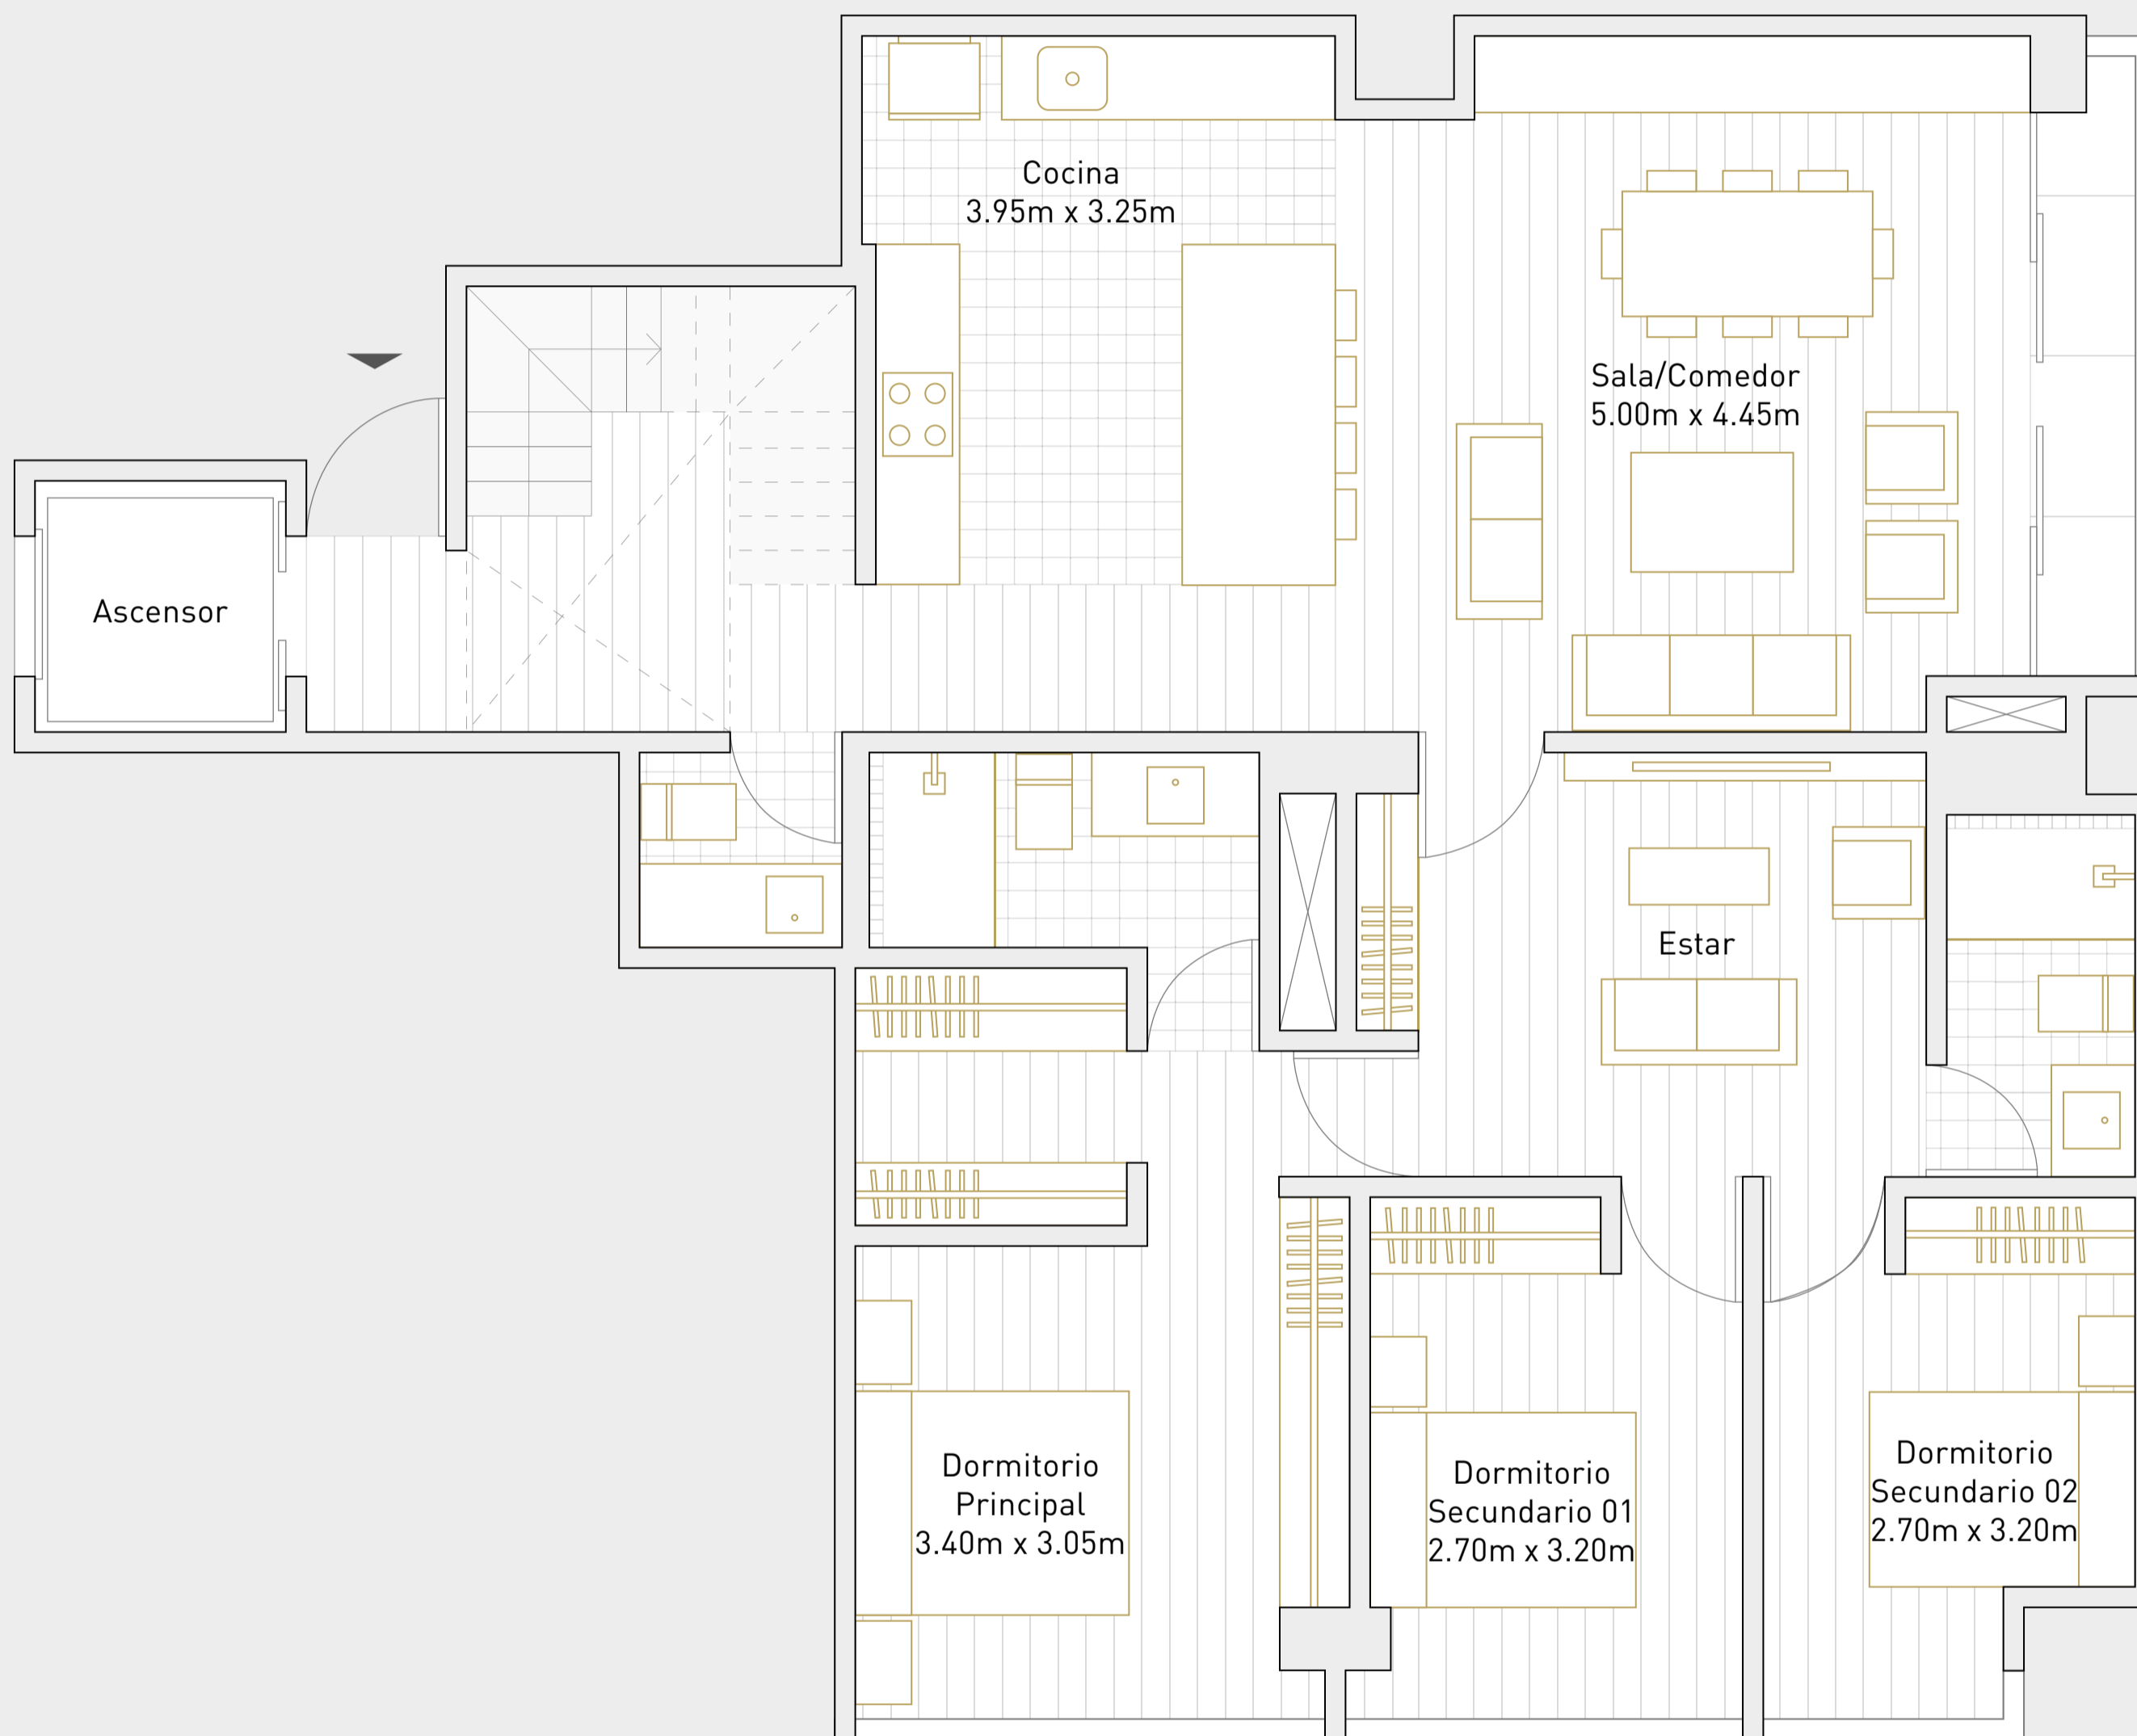 Cocina
3.95m x 3.25m
Sala/Comedor
5.00m x 4.45m
Ascensor
Estar
Dormitorio
Principal
3.40m x 3.05m
Dormitorio
Secundario 01
2.70m x 3.20m
Dormitorio
Secundario 02
2.70m x 3.20m